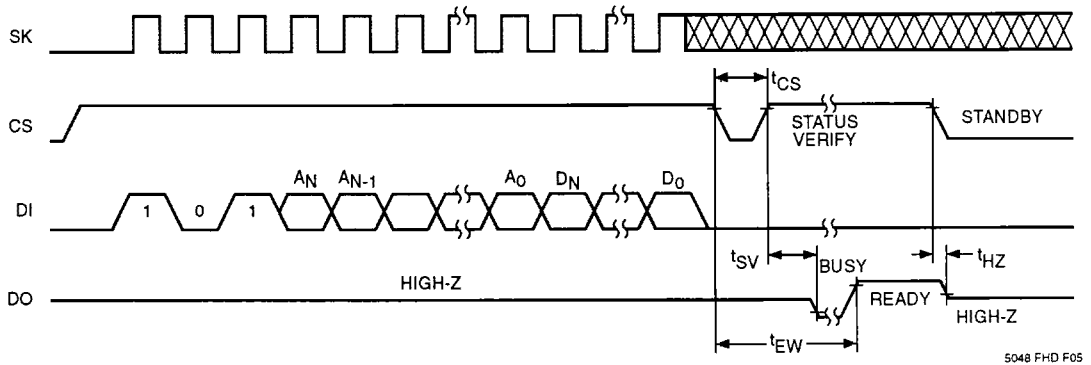 SK
tCS
CS
STATUS
VERIFY
STANDBY
AN AN-1 A0 DN D0
DI 1 0 1
tSV BUSY tHZ
HIGH-Z
READY
DO
HIGH-Z
tEW
5048 FHD F05